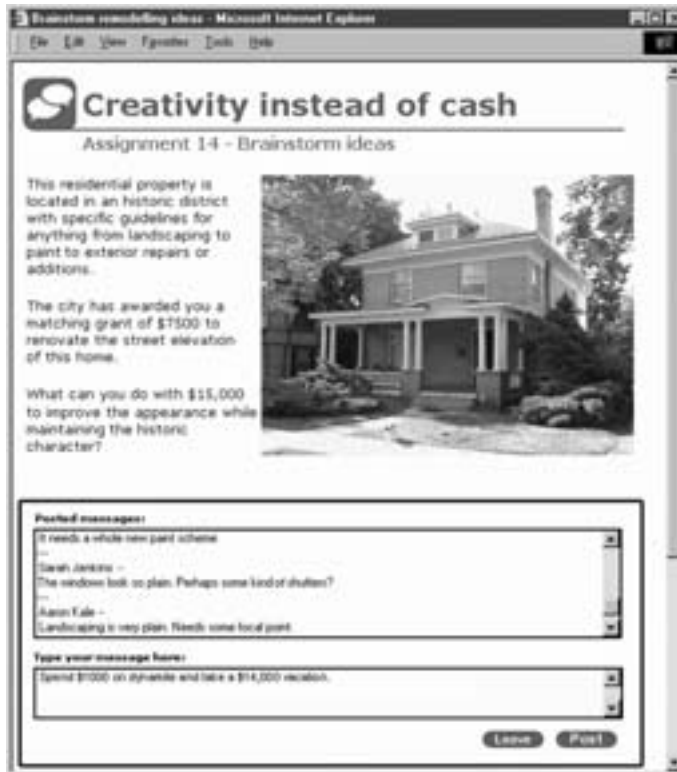 Brainstorm remodelling ideas - Microsoft Internet Explorer
File Edit View Favorites Tools Help
Creativity instead of cash
Assignment 14 - Brainstorm ideas
This residential property is
located in an historic district
with specific guidelines for
anything from landscaping to
paint to exterior repairs or
additions.
The city has awarded you a
matching grant of $7500 to
renovate the street elevation
of this home.
What can you do with $15,000
to improve the appearance while
maintaining the historic
character?
Posted messages:
It needs a whole new paint scheme
---
Sarah Jenkins --
The windows look so plain. Perhaps some kind of shutters?
---
Aaron Kale --
Landscaping is very plain. Needs some focal point
Type your message here:
Spend $1000 on dynamite and take a $14,000 vacation.
Leave Post